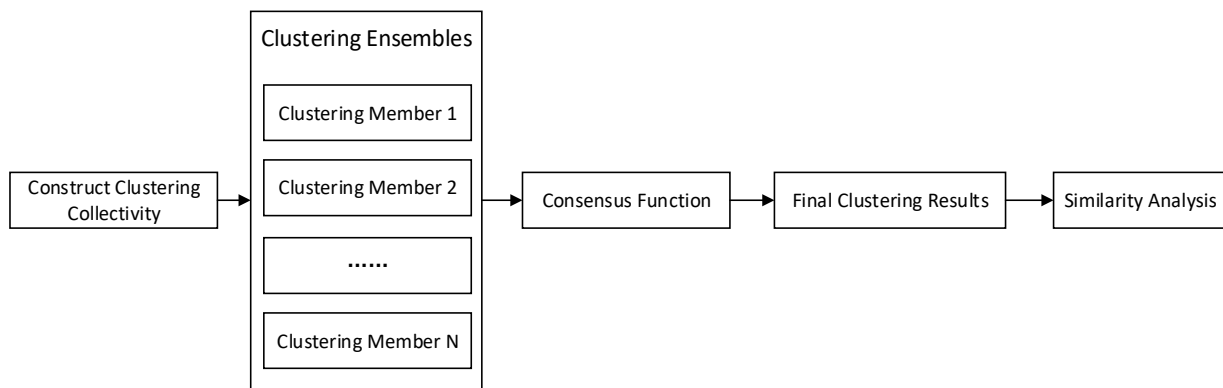 Construct Clustering
Collectivity
Clustering Ensembles
Clustering Member 1
Clustering Member 2
......
Clustering Member N
Consensus Function
Final Clustering Results
Similarity Analysis